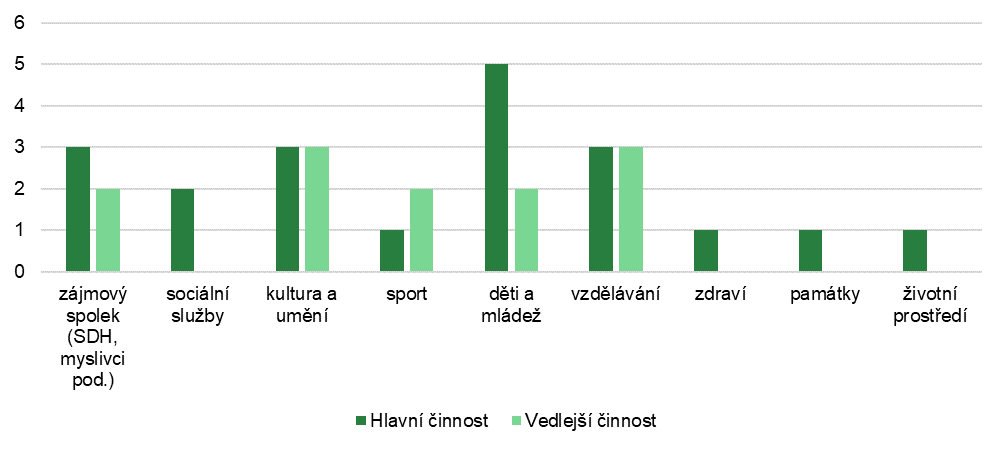 6
5
4
3
2
1
0
zájmový
spolek
(SDH,
myslivci
pod.)
sociální
služby
kultura a
umění
sport
děti a
mládež
vzdělávání
zdraví
památky
životní
prostředí
Hlavní činnost
Vedlejší činnost